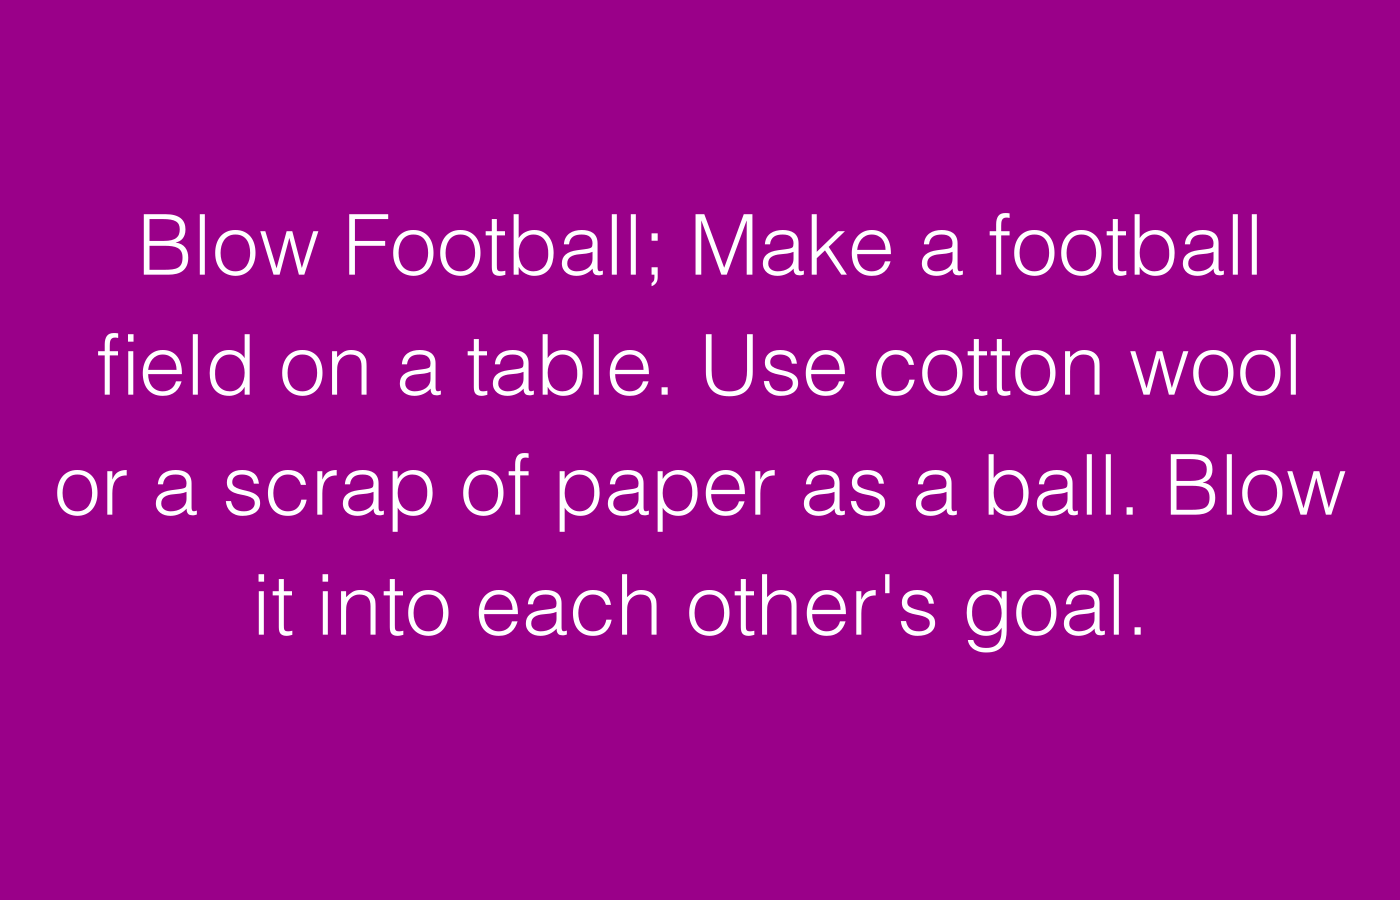 Blow Football; Make a football
field on a table. Use cotton wool
or a scrap of paper as a ball. Blow
it into each other's goal.